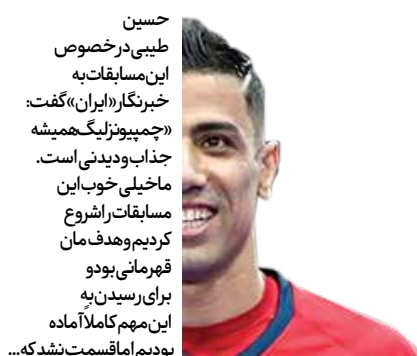 حسین
طیبی در خصوص
این مسابقات به
خبرنگار «ایران» گفت:
«چمپیونزلیگ همیشه
جذاب و دیدنی است.
ما خیلی خوب این
مسابقات را شروع
کردیم و هدف مان
قهرمانی بود و
برای رسیدن به
این مهم کاملاً آماده
بودیم اما قسمت نشد که...